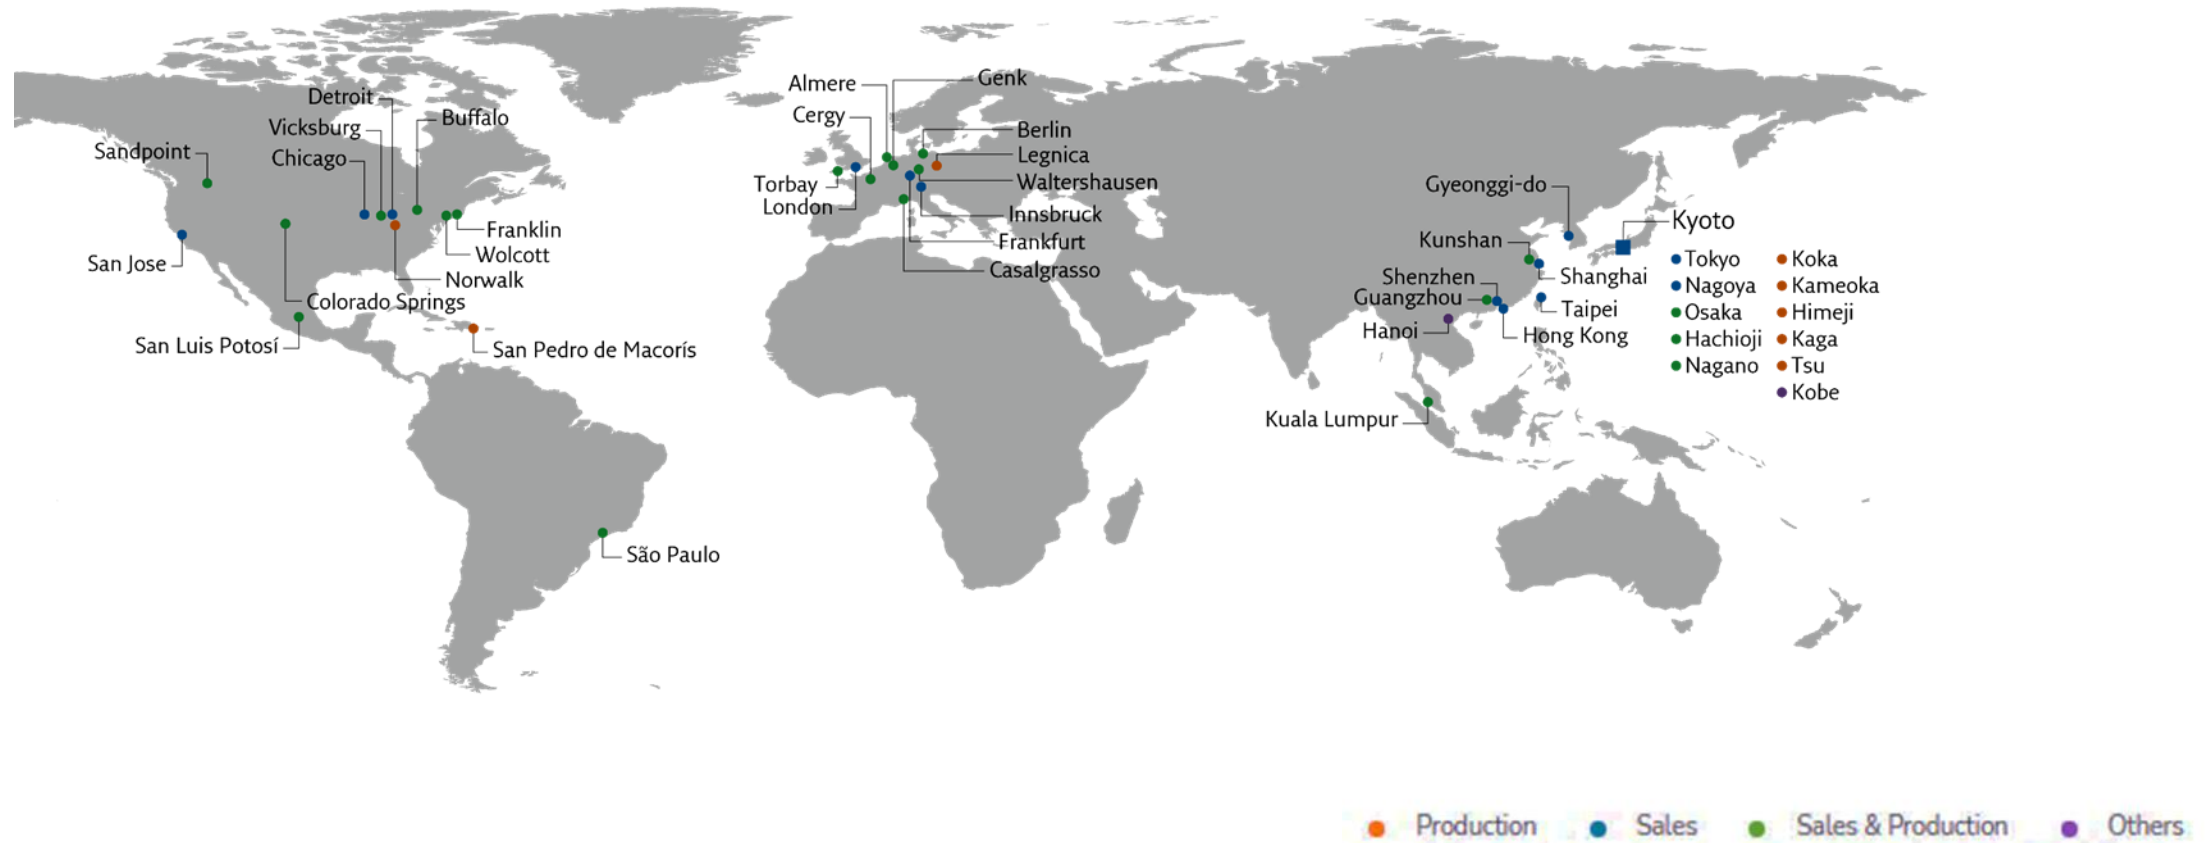 Genk
Almere
Detroit
Cergy
Buffalo
Vicksburg
Berlin
Sandpoint
Chicago
Legnica
Waltershausen
Torbay
Gyeonggi-do
London
Innsbruck
Kyoto
Franklin
Frankfurt
Kunshan
Wolcott
San Jose
Tokyo
Koka
Casalgrasso
Norwalk
Shenzhen
Shanghai
Nagoya
Kameoka
Colorado Springs
Guangzhou
Taipei
Osaka
Himeji
Hanoi
Hong Kong
Hachioji
Kaga
San Luis Potosí
San Pedro de Macorís
Nagano
Tsu
Kobe
Kuala Lumpur
São Paulo
Production
Sales
Sales & Production
Others